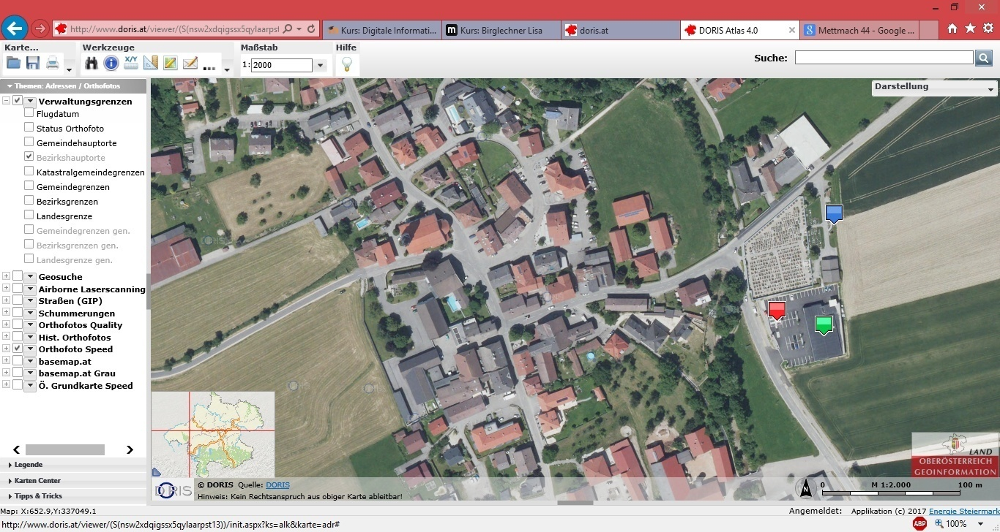 http://www.doris.at/viewer/(S(nsw2xdqigssx5qylaarpst
Kurs: Digitale Informati...
Kurs: Birglechner Lisa
doris.at
DORIS Atlas 4.0
Mettmach 44 - Google ...
Karte...
Werkzeuge
Maßstab
Hilfe
X/Y
...
1:
2000
Suche:
Themen: Adressen / Orthofotos
Darstellung
Verwaltungsgrenzen
Flugdatum
Status Orthofoto
Gemeindehauptorte
Bezirkshauptorte
Katastralgemeindegrenzen
Gemeindegrenzen
Bezirksgrenzen
Landesgrenze
Gemeindegrenzen gen.
Bezirksgrenzen gen.
Landesgrenze gen.
Geosuche
Airborne Laserscanning
Straßen (GIP)
Schummerungen
Orthofotos Quality
Hist. Orthofotos
Orthofoto Speed
basemap.at
basemap.at Grau
Ö. Grundkarte Speed
Legende
Karten Center
Tipps & Tricks
DORIS
© DORIS Quelle: DORIS
Hinweis: Kein Rechtsanspruch aus obiger Karte ableitbar!
LAND
OBERÖSTERREICH
GEOINFORMATION
N
0 M 1:2.000 100 m
Map: X:652.9,Y:337049.1
Angemeldet: Applikation (c) 2017 Energie Steiermark
http://www.doris.at/viewer/(S(nsw2xdqigssx5qylaarpst13))/init.aspx?ks=alk&karte=adr#
ABP
100%